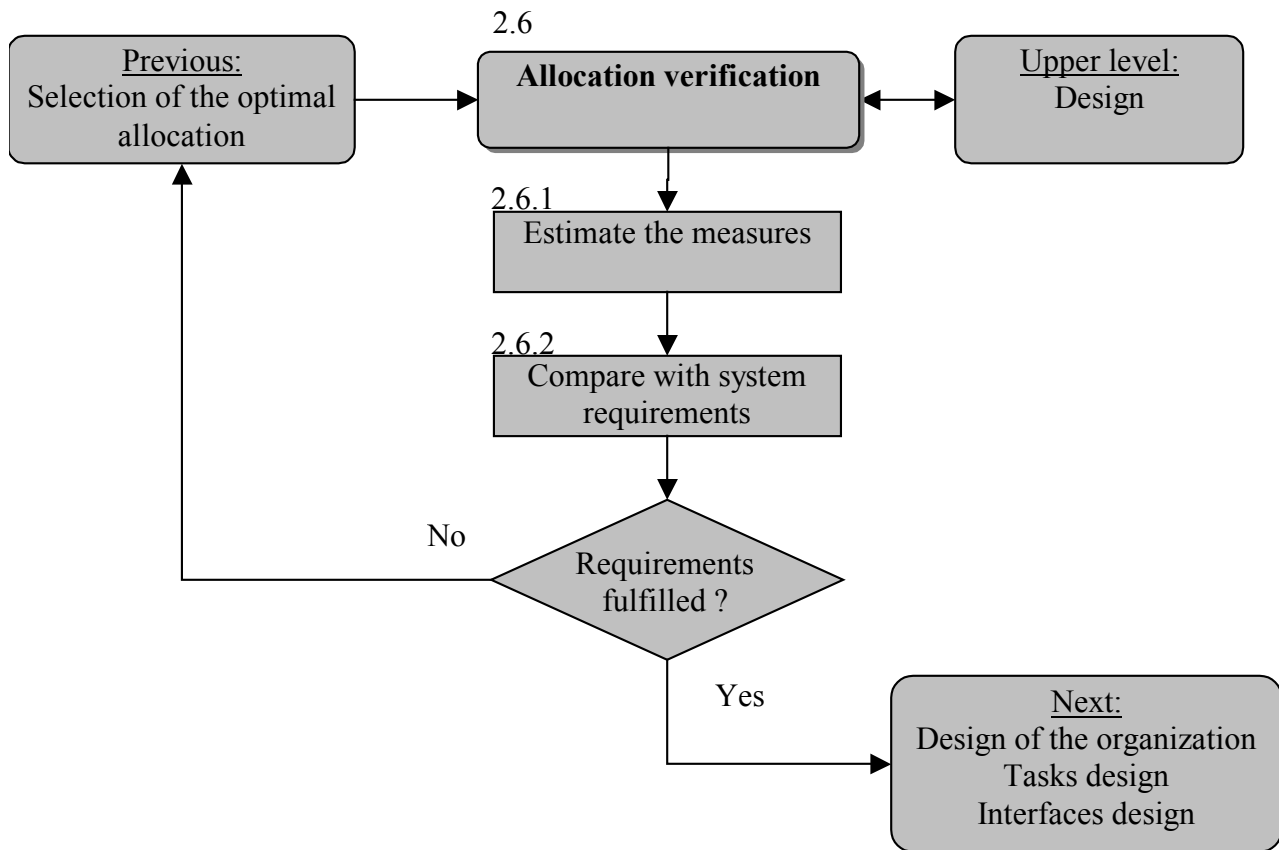 2.6
Previous:
Selection of the optimal
allocation
Allocation verification
Upper level:
Design
2.6.1
Estimate the measures
2.6.2
Compare with system
requirements
No
Requirements
fulfilled ?
Yes
Next:
Design of the organization
Tasks design
Interfaces design